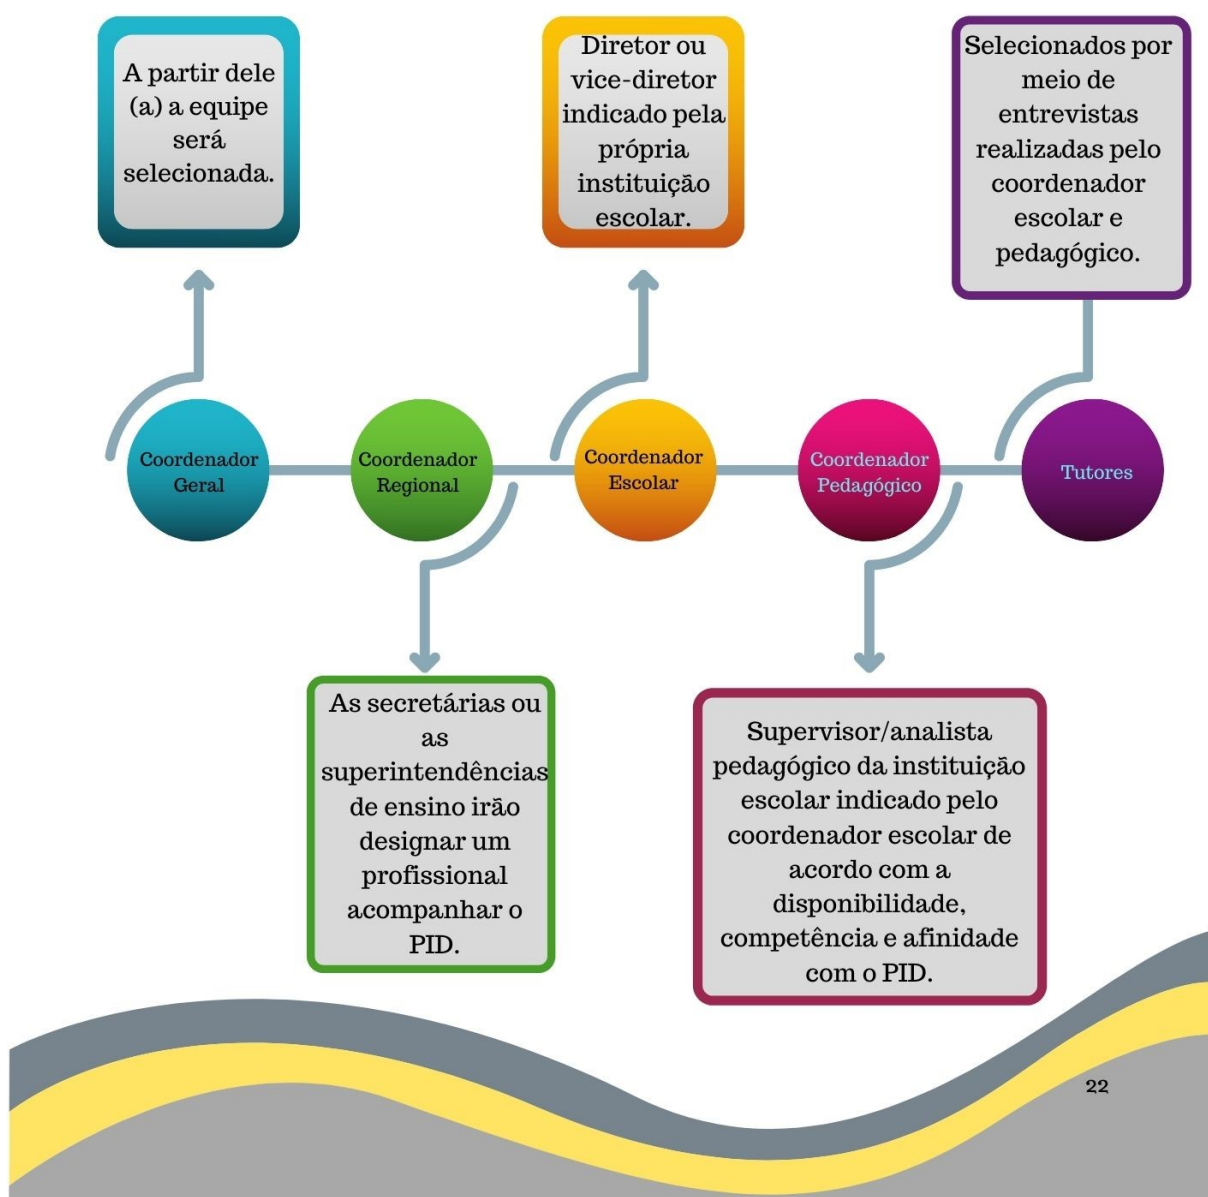 A partir dele
(a) a equipe
será
selecionada.
Diretor ou
vice-diretor
indicado pela
própria
instituição
escolar.
Selecionados por
meio de
entrevistas
realizadas pelo
coordenador
escolar e
pedagógico.
Coordenador
Geral
Coordenador
Regional
Coordenador
Escolar
Coordenador
Pedagógico
Tutores
As secretárias ou
as
superintendências
de ensino irão
designar um
profissional
acompanhar o
PID.
Supervisor/analista
pedagógico da instituição
escolar indicado pelo
coordenador escolar de
acordo com a
disponibilidade,
competência e afinidade
com o PID.
22